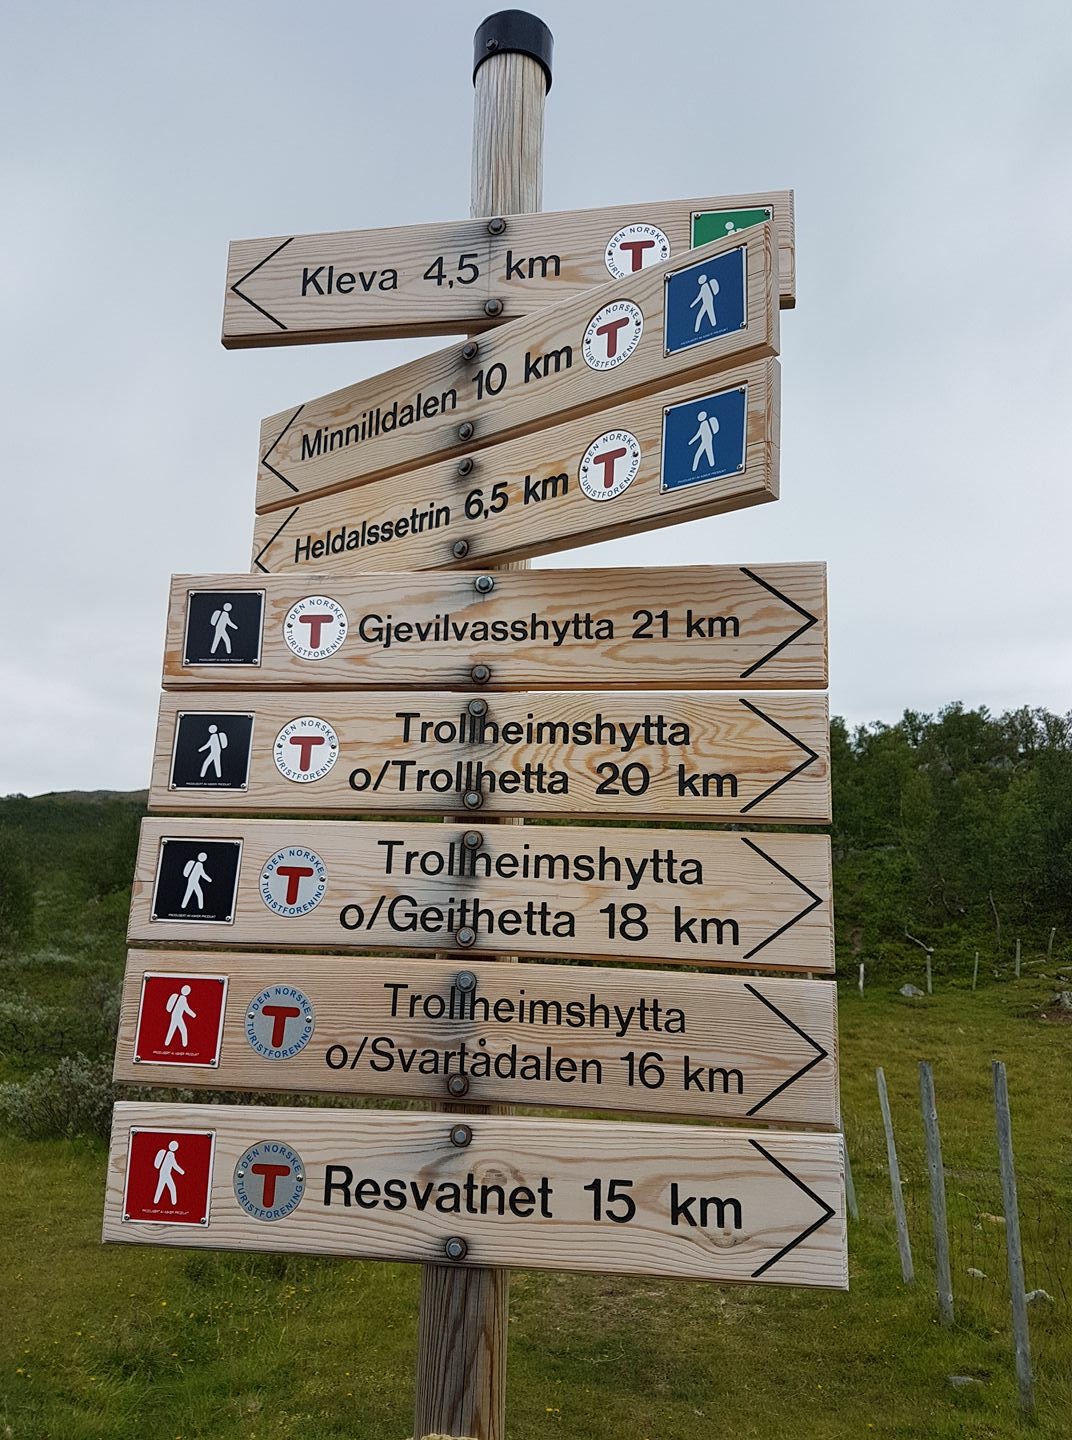 Kleva 4,5 km
DEN NORSKE
T
Minnilldalen 10 km
DEN NORSKE
T
TURISTFORENING
Heldalssetrin 6,5 km
DEN NORSKE
T
TURISTFORENING
DEN NORSKE
T
TURISTFORENING
Gjevilvasshytta 21 km
DEN NORSKE
T
TURISTFORENING
Trollheimshytta
o/Trollhetta 20 km
DEN NORSKE
T
TURISTFORENING
Trollheimshytta
o/Geithetta 18 km
DEN NORSKE
T
TURISTFORENING
Trollheimshytta
o/Svartådalen 16 km
DEN NORSKE
T
TURISTFORENING
Resvatnet 15 km